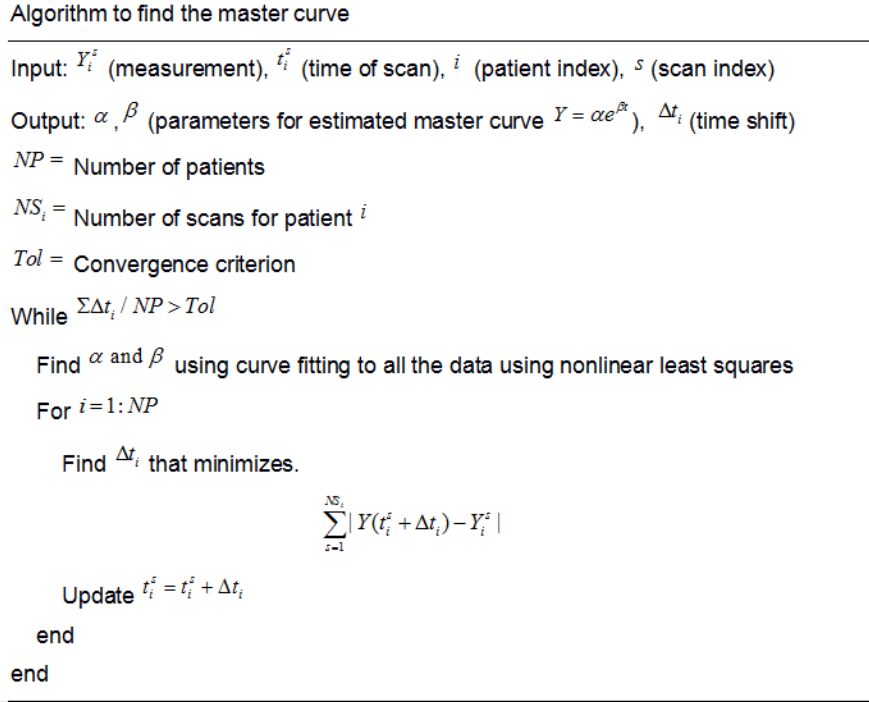 Algorithm to find the master curve
Input: Y_i^s (measurement), t_i^s (time of scan), i (patient index), s (scan index)
Output: α, β (parameters for estimated master curve Y = αe^{βt}), Δt_i (time shift)
NP = Number of patients
NS_i = Number of scans for patient i
Tol = Convergence criterion
While ΣΔt_i / NP > Tol
Find α and β using curve fitting to all the data using nonlinear least squares
For i=1: NP
Find Δt_i that minimizes.
\sum_{s=1}^{NS_i} | Y(t_i^s + Δt_i) − Y_i^s |
Update t_i^s = t_i^s + Δt_i
end
end